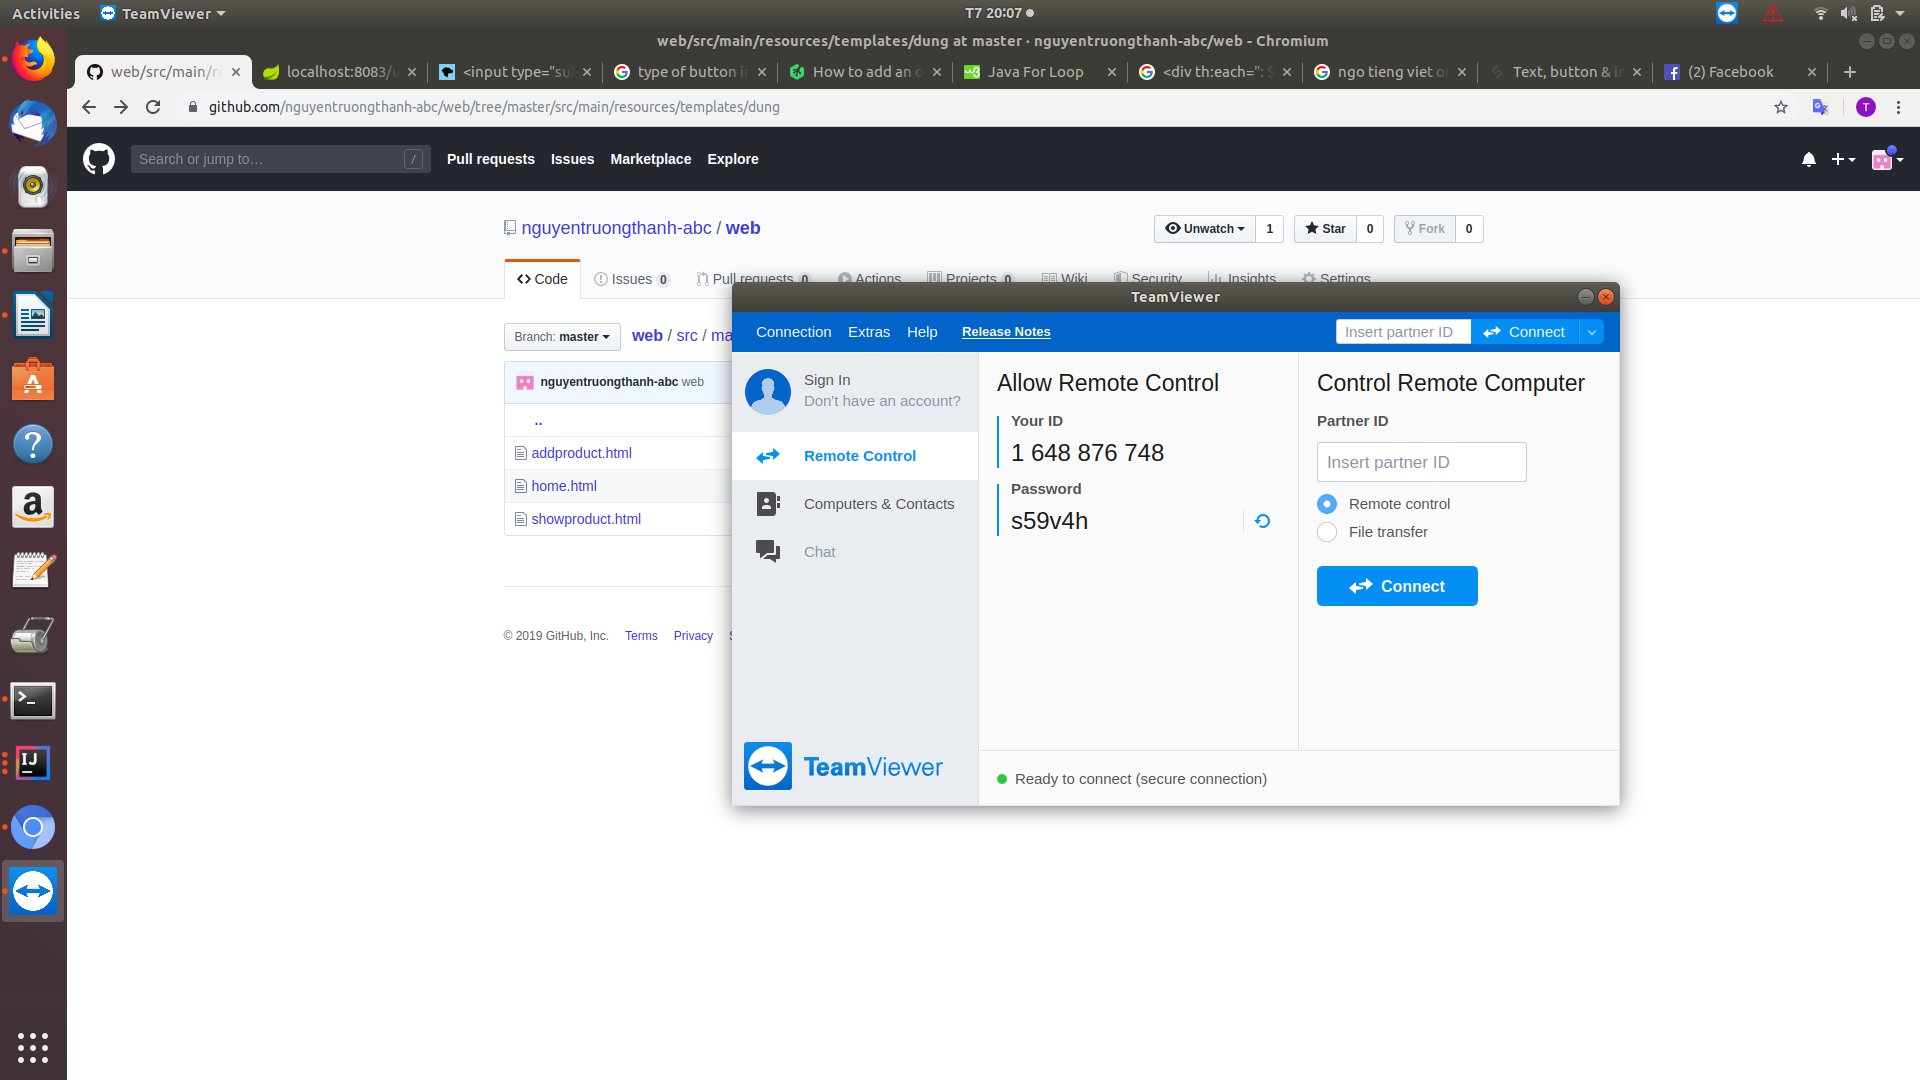 Activities
TeamViewer
T7 20:07
web/src/main/resources/templates/dung at master · nguyentruongthanh-abc/web - Chromium
web/src/main/re
localhost:8083/u
<input type="su
type of button i
How to add an o
Java For Loop
<div th:each=":
ngo tieng viet o
Text, button & i
(2) Facebook
github.com/nguyentruongthanh-abc/web/tree/master/src/main/resources/templates/dung
T
Search or jump to…
/
Pull requests
Issues
Marketplace
Explore
nguyentruongthanh-abc / web
Unwatch
1
Star
0
Fork
0
Code
Issues 0
Pull requests 0
Actions
Projects 0
Wiki
Security
Insights
Settings
Branch: master
web / src / ma
nguyentruongthanh-abc web
..
addproduct.html
home.html
showproduct.html
© 2019 GitHub, Inc.
Terms
Privacy
TeamViewer
Connection
Extras
Help
Release Notes
Insert partner ID
Connect
Sign In
Don't have an account?
Remote Control
Computers & Contacts
Chat
TeamViewer
Allow Remote Control
Your ID
1 648 876 748
Password
s59v4h
Control Remote Computer
Partner ID
Insert partner ID
Remote control
File transfer
Connect
Ready to connect (secure connection)